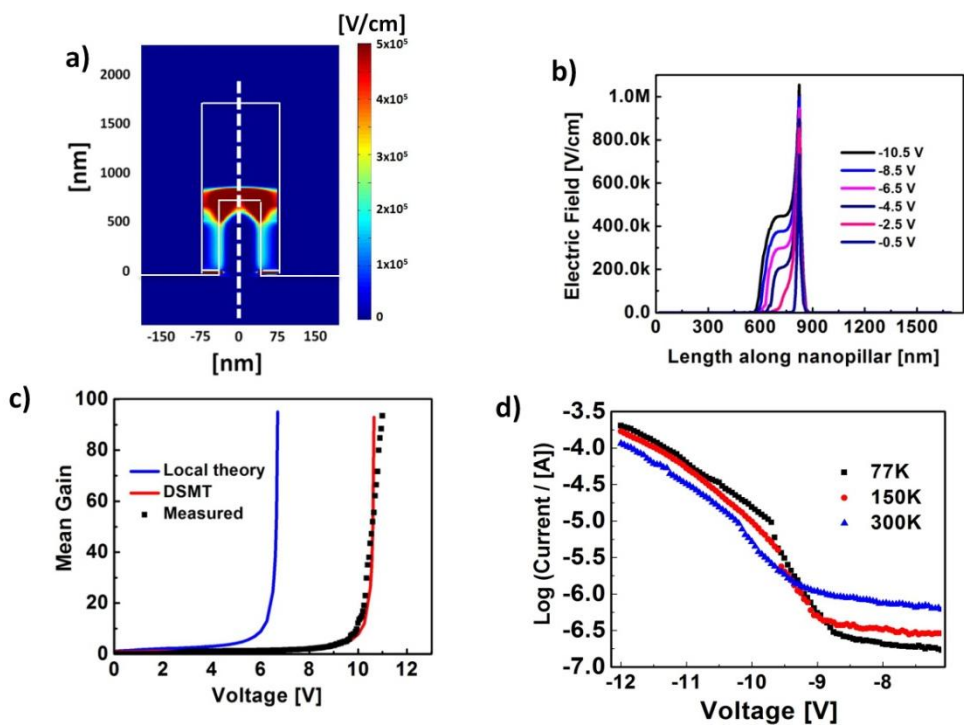 a)
[V/cm]
[nm]
2000
1500
1000
500
0
-150 -75 0 75 150
[nm]
5x10⁵
4x10⁵
3x10⁵
2x10⁵
1x10⁵
0
b)
Electric Field [V/cm]
1.0M
800.0k
600.0k
400.0k
200.0k
0.0
-10.5 V
-8.5 V
-6.5 V
-4.5 V
-2.5 V
-0.5 V
0 300 600 900 1200 1500
Length along nanopillar [nm]
c)
Mean Gain
100
80
60
40
20
0
Local theory
DSMT
Measured
0 2 4 6 8 10 12
Voltage [V]
d)
Log (Current / [A])
-3.5
-4.0
-4.5
-5.0
-5.5
-6.0
-6.5
-7.0
77K
150K
300K
-12 -11 -10 -9 -8
Voltage [V]